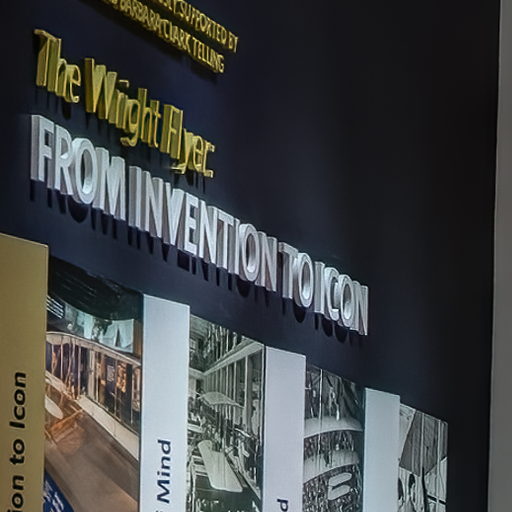 SUPPORTED BY
BARBARA CLARK TELLING
The Wright Flyer:
FROM INVENTION TO ICON
ion to Icon
Mind
d